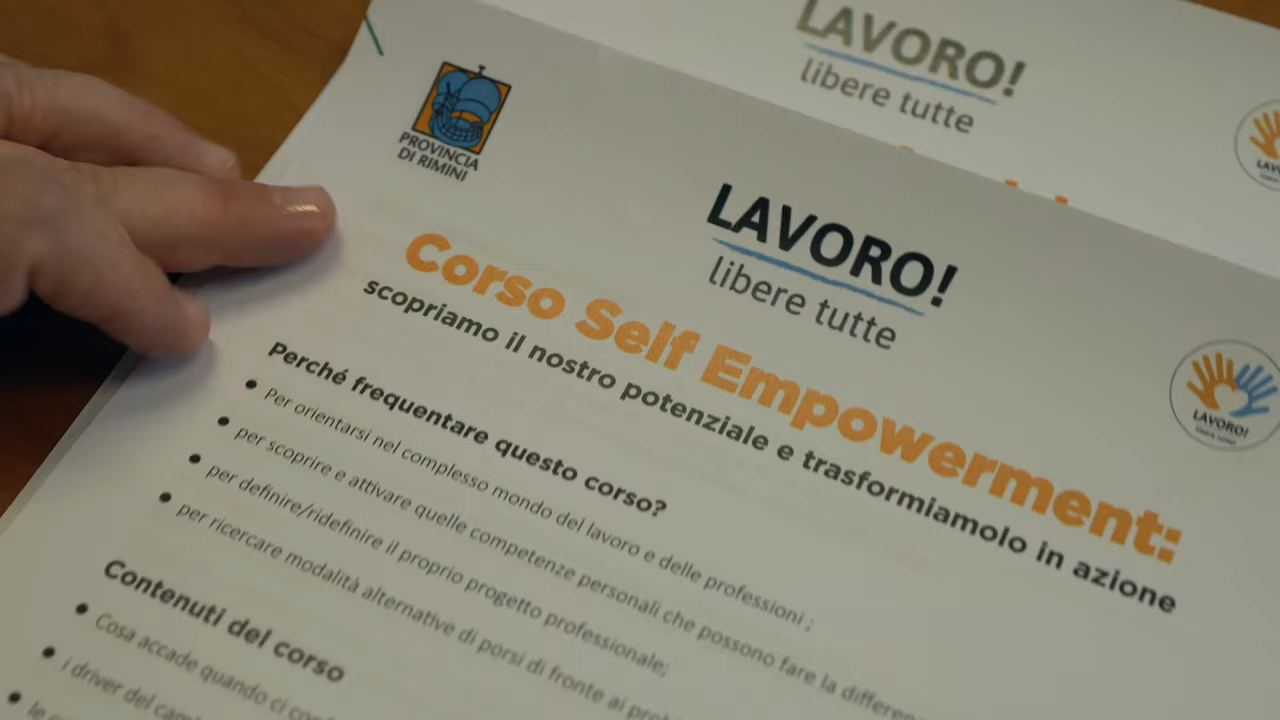 LAVORO!
libere tutte
PROVINCIA
DI RIMINI
LAVORO!
libere tutte
Corso Self Empowerment:
scopriamo il nostro potenziale e trasformiamolo in azione
LAVORO!
Perché frequentare questo corso?
• Per orientarsi nel complesso mondo del lavoro e delle professioni ;
• per scoprire e attivare quelle competenze personali che possono fare la differen
• per definire/ridefinire il proprio progetto professionale;
• per ricercare modalità alternative di porsi di fronte ai
Contenuti del corso
• Cosa accade quando ci
• i driver del
• le